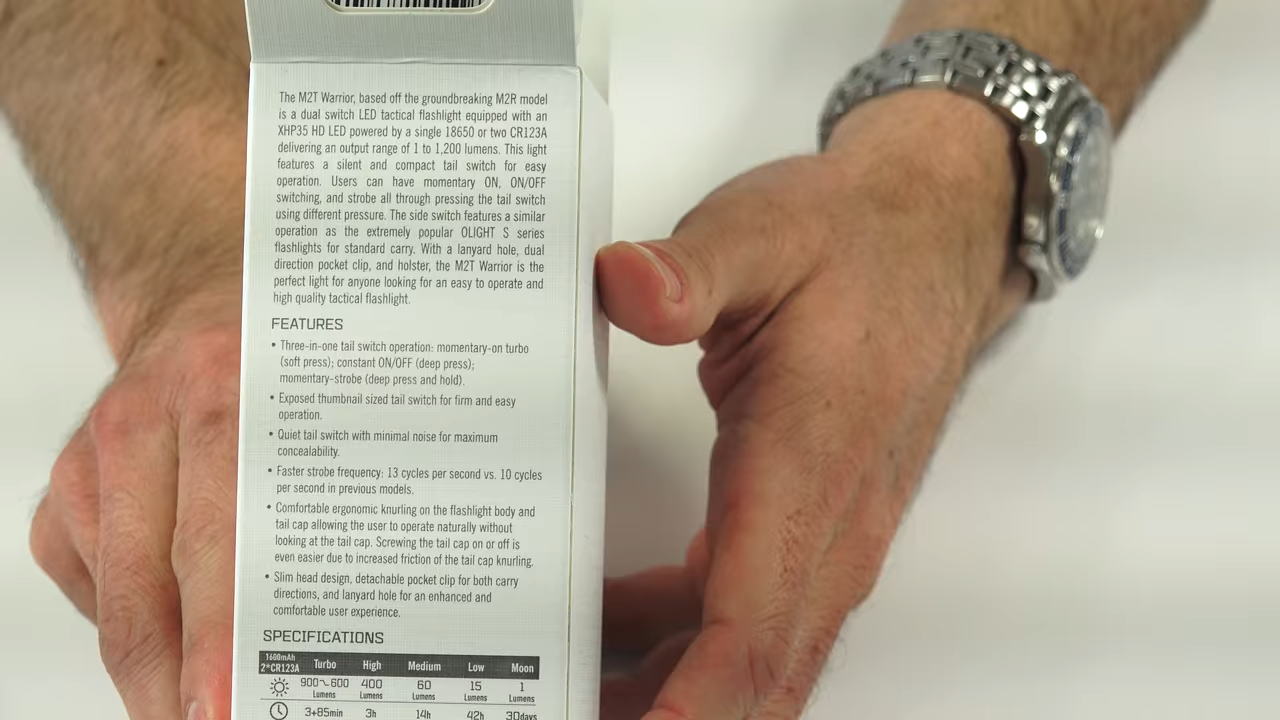 The M2T Warrior, based off the groundbreaking M2R model
is a dual switch LED tactical flashlight equipped with an
XHP35 HD LED powered by a single 18650 or two CR123A
delivering an output range of 1 to 1,200 lumens. This light
features a silent and compact tail switch for easy
operation. Users can have momentary ON, ON/OFF
switching, and strobe all through pressing the tail switch
using different pressure. The side switch features a similar
operation as the extremely popular OLIGHT S series
flashlights for standard carry. With a lanyard hole, dual
direction pocket clip, and holster, the M2T Warrior is the
perfect light for anyone looking for an easy to operate and
high quality tactical flashlight.
FEATURES
• Three-in-one tail switch operation: momentary-on turbo
(soft press); constant ON/OFF (deep press);
momentary-strobe (deep press and hold).
• Exposed thumbnail sized tail switch for firm and easy
operation.
• Quiet tail switch with minimal noise for maximum
concealability.
• Faster strobe frequency: 13 cycles per second vs. 10 cycles
per second in previous models.
• Comfortable ergonomic knurling on the flashlight body and
tail cap allowing the user to operate naturally without
looking at the tail cap. Screwing the tail cap on or off is
even easier due to increased friction of the tail cap knurling.
• Slim head design, detachable pocket clip for both carry
directions, and lanyard hole for an enhanced and
comfortable user experience.
SPECIFICATIONS
1600mAh
2*CR123A Turbo High Medium Low Moon
900~600 400 60 15 1
Lumens Lumens Lumens Lumens Lumens
3+85min 3h 14h 42h 30days